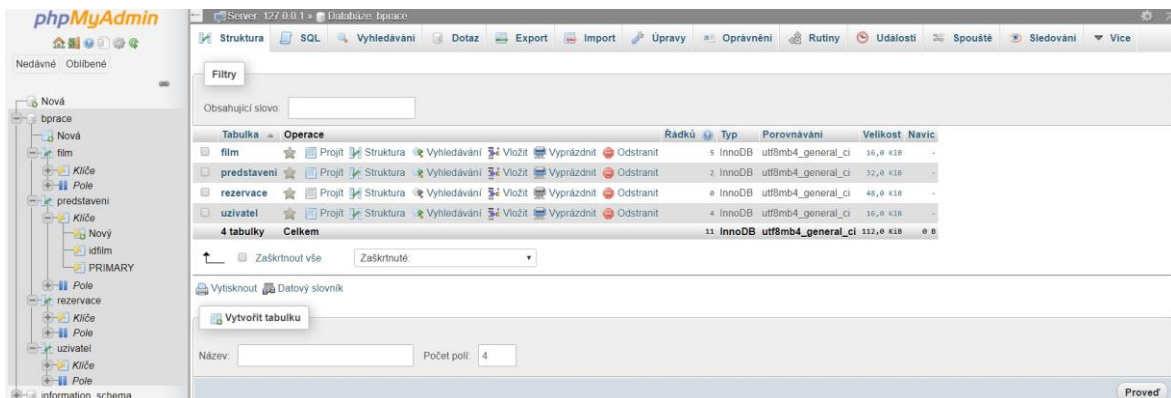 phpMyAdmin
Nedávné Oblíbené
Nová
bprace
Nová
film
Klíče
Pole
predstaveni
Klíče
Nový
idfilm
PRIMARY
Pole
rezervace
Klíče
Pole
uzivatel
Klíče
Pole
information_schema
Server: 127.0.0.1 » Databáze: bprace
Struktura SQL Vyhledávání Dotaz Export Import Úpravy Oprávnění Rutiny Události Spouště Sledování Více
Filtry
Obsahující slovo:
Tabulka Operace Řádků Typ Porovnávání Velikost Navíc
film Projít Struktura Vyhledávání Vložit Vyprázdnit Odstranit 5 InnoDB utf8mb4_general_ci 16,0 KiB -
predstaveni Projít Struktura Vyhledávání Vložit Vyprázdnit Odstranit 2 InnoDB utf8mb4_general_ci 32,0 KiB -
rezervace Projít Struktura Vyhledávání Vložit Vyprázdnit Odstranit 0 InnoDB utf8mb4_general_ci 48,0 KiB -
uzivatel Projít Struktura Vyhledávání Vložit Vyprázdnit Odstranit 4 InnoDB utf8mb4_general_ci 16,0 KiB -
4 tabulky Celkem 11 InnoDB utf8mb4_general_ci 112,0 KiB 0 B
Zaškrtnout vše Zaškrtnuté:
Vytisknout Datový slovník
Vytvořit tabulku
Název: Počet polí: 4
Proveď